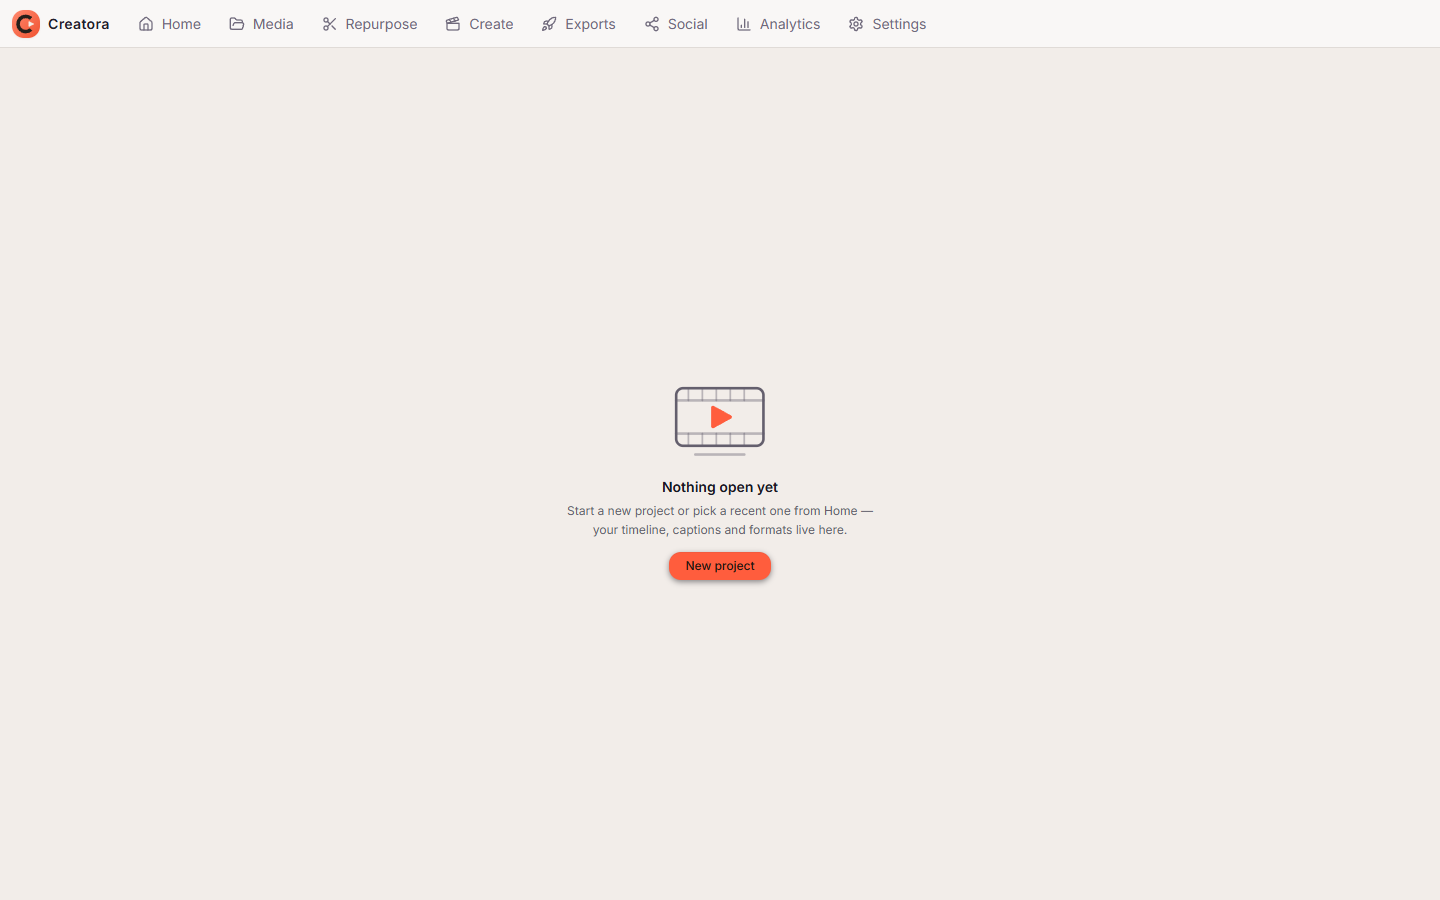 Creatora Home Media Repurpose Create Exports Social Analytics Settings
Nothing open yet
Start a new project or pick a recent one from Home —
your timeline, captions and formats live here.
New project